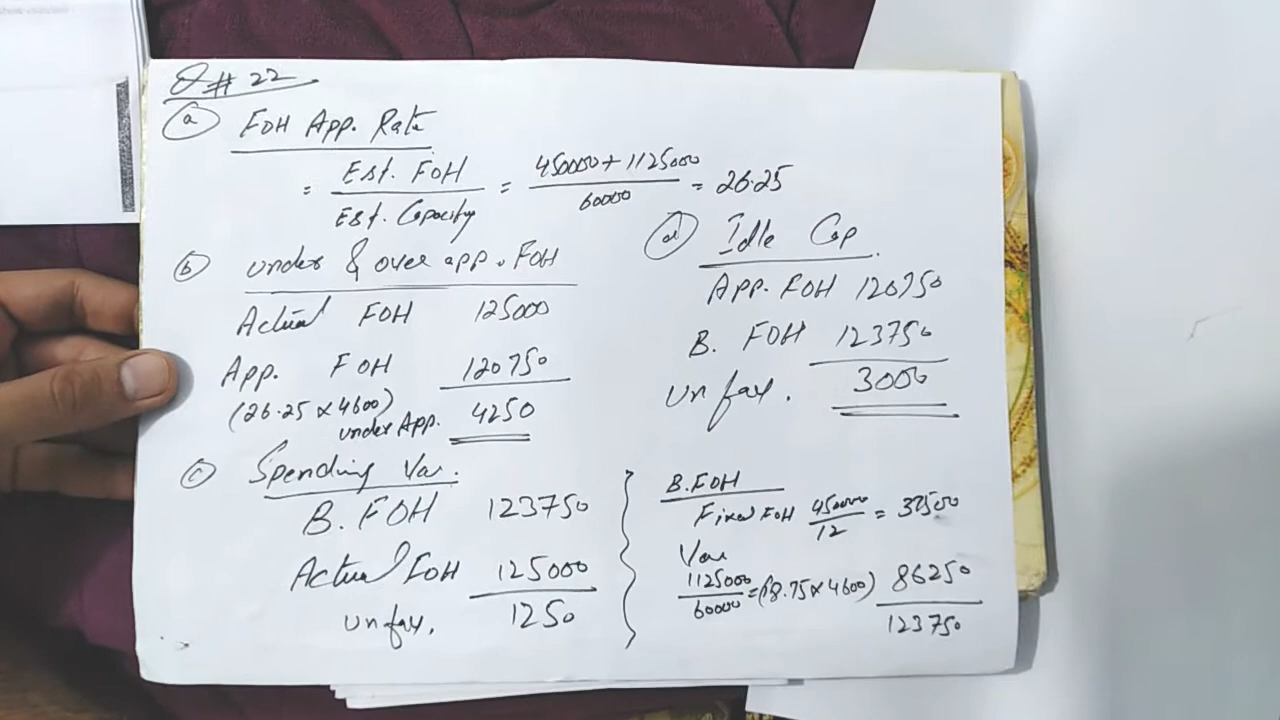 Q # 22
(a) FOH App. Rate
= Est. FOH / Est. Capacity = 450000 + 1125000 / 60000 = 26.25
(b) under & over app. FOH
Actual FOH 125000
App. FOH 120750
(26.25 x 4600)
under App. 4250
(c) Spending Var.
B. FOH 123750
Actual FOH 125000
unfav. 1250
(d) Idle Cap.
App. FOH 120750
B. FOH 123750
unfav. 3000
B.FOH
Fixed FOH 450000 / 12 = 37500
Var
1125000 / 60000 = (18.75 x 4600) 86250
123750